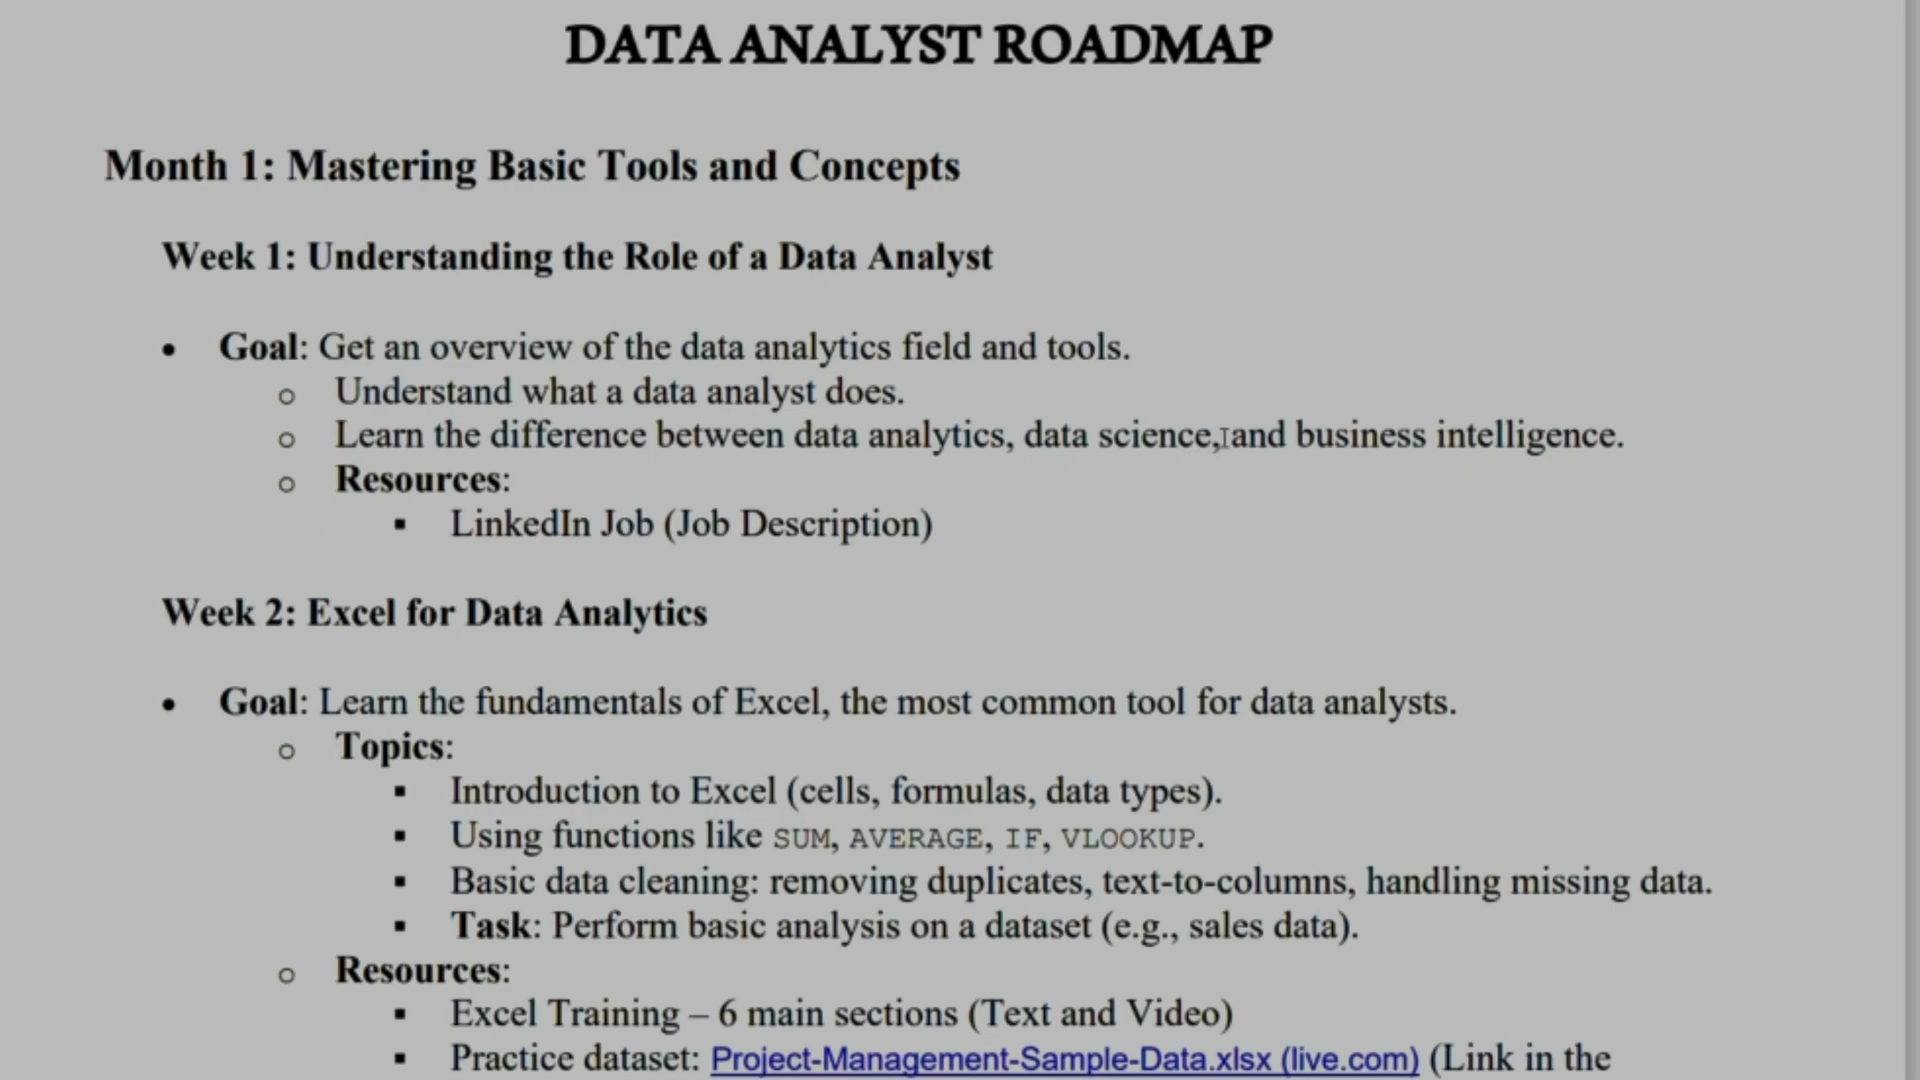 DATA ANALYST ROADMAP
Month 1: Mastering Basic Tools and Concepts
Week 1: Understanding the Role of a Data Analyst
• Goal: Get an overview of the data analytics field and tools.
o Understand what a data analyst does.
o Learn the difference between data analytics, data science, and business intelligence.
o Resources:
▪ LinkedIn Job (Job Description)
Week 2: Excel for Data Analytics
• Goal: Learn the fundamentals of Excel, the most common tool for data analysts.
o Topics:
▪ Introduction to Excel (cells, formulas, data types).
▪ Using functions like SUM, AVERAGE, IF, VLOOKUP.
▪ Basic data cleaning: removing duplicates, text-to-columns, handling missing data.
▪ Task: Perform basic analysis on a dataset (e.g., sales data).
o Resources:
▪ Excel Training – 6 main sections (Text and Video)
▪ Practice dataset: Project-Management-Sample-Data.xlsx (live.com) (Link in the